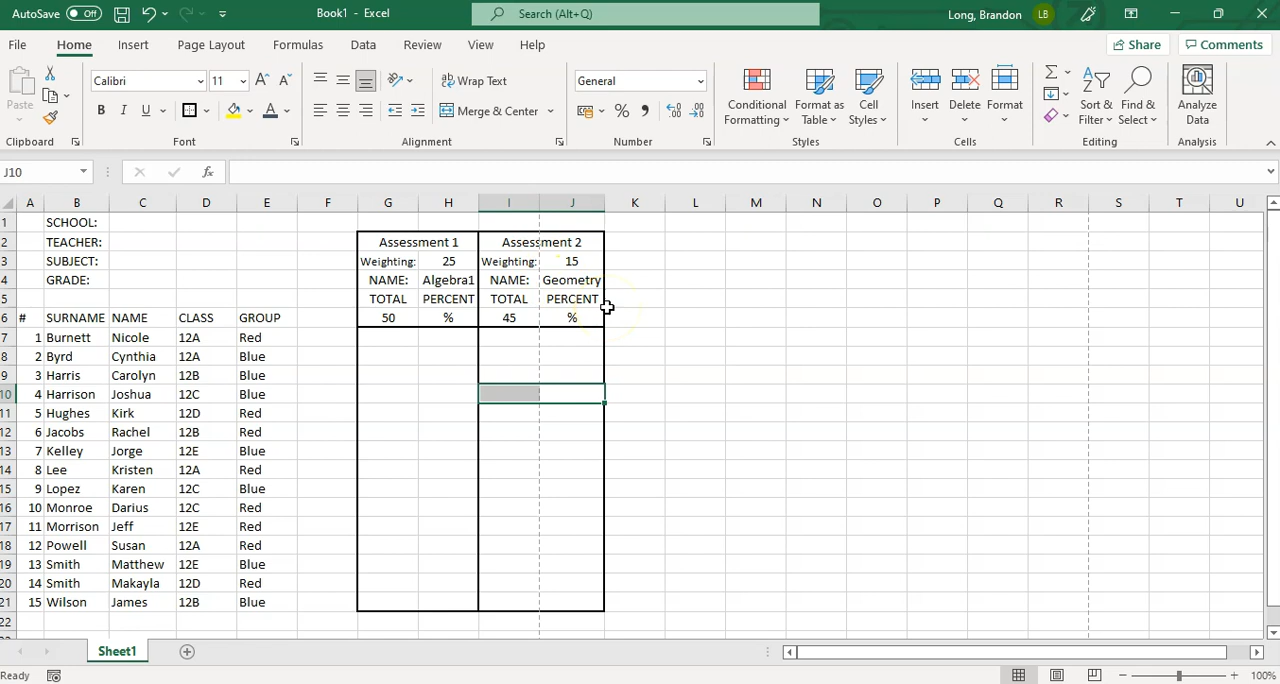 AutoSave Off Book1 - Excel Search (Alt+Q) Long, Brandon LB
File Home Insert Page Layout Formulas Data Review View Help Share Comments
Paste Calibri 11 A A Wrap Text General Conditional Formatting Format as Table Cell Styles Insert Delete Format Sort & Filter Find & Select Analyze Data
B I U A Merge & Center $ % , .00
Clipboard Font Alignment Number Styles Cells Editing Analysis
J10 fx
A B C D E F G H I J K L M N O P Q R S T U
1 SCHOOL:
2 TEACHER: Assessment 1 Assessment 2
3 SUBJECT: Weighting: 25 Weighting: 15
4 GRADE: NAME: Algebra1 NAME: Geometry
5 TOTAL PERCENT TOTAL PERCENT
6 # SURNAME NAME CLASS GROUP 50 % 45 %
7 1 Burnett Nicole 12A Red
8 2 Byrd Cynthia 12A Blue
9 3 Harris Carolyn 12B Blue
10 4 Harrison Joshua 12C Blue
11 5 Hughes Kirk 12D Red
12 6 Jacobs Rachel 12B Red
13 7 Kelley Jorge 12E Blue
14 8 Lee Kristen 12A Red
15 9 Lopez Karen 12C Blue
16 10 Monroe Darius 12C Red
17 11 Morrison Jeff 12E Red
18 12 Powell Susan 12A Red
19 13 Smith Matthew 12E Blue
20 14 Smith Makayla 12D Red
21 15 Wilson James 12B Blue
22
Sheet1
Ready 100%